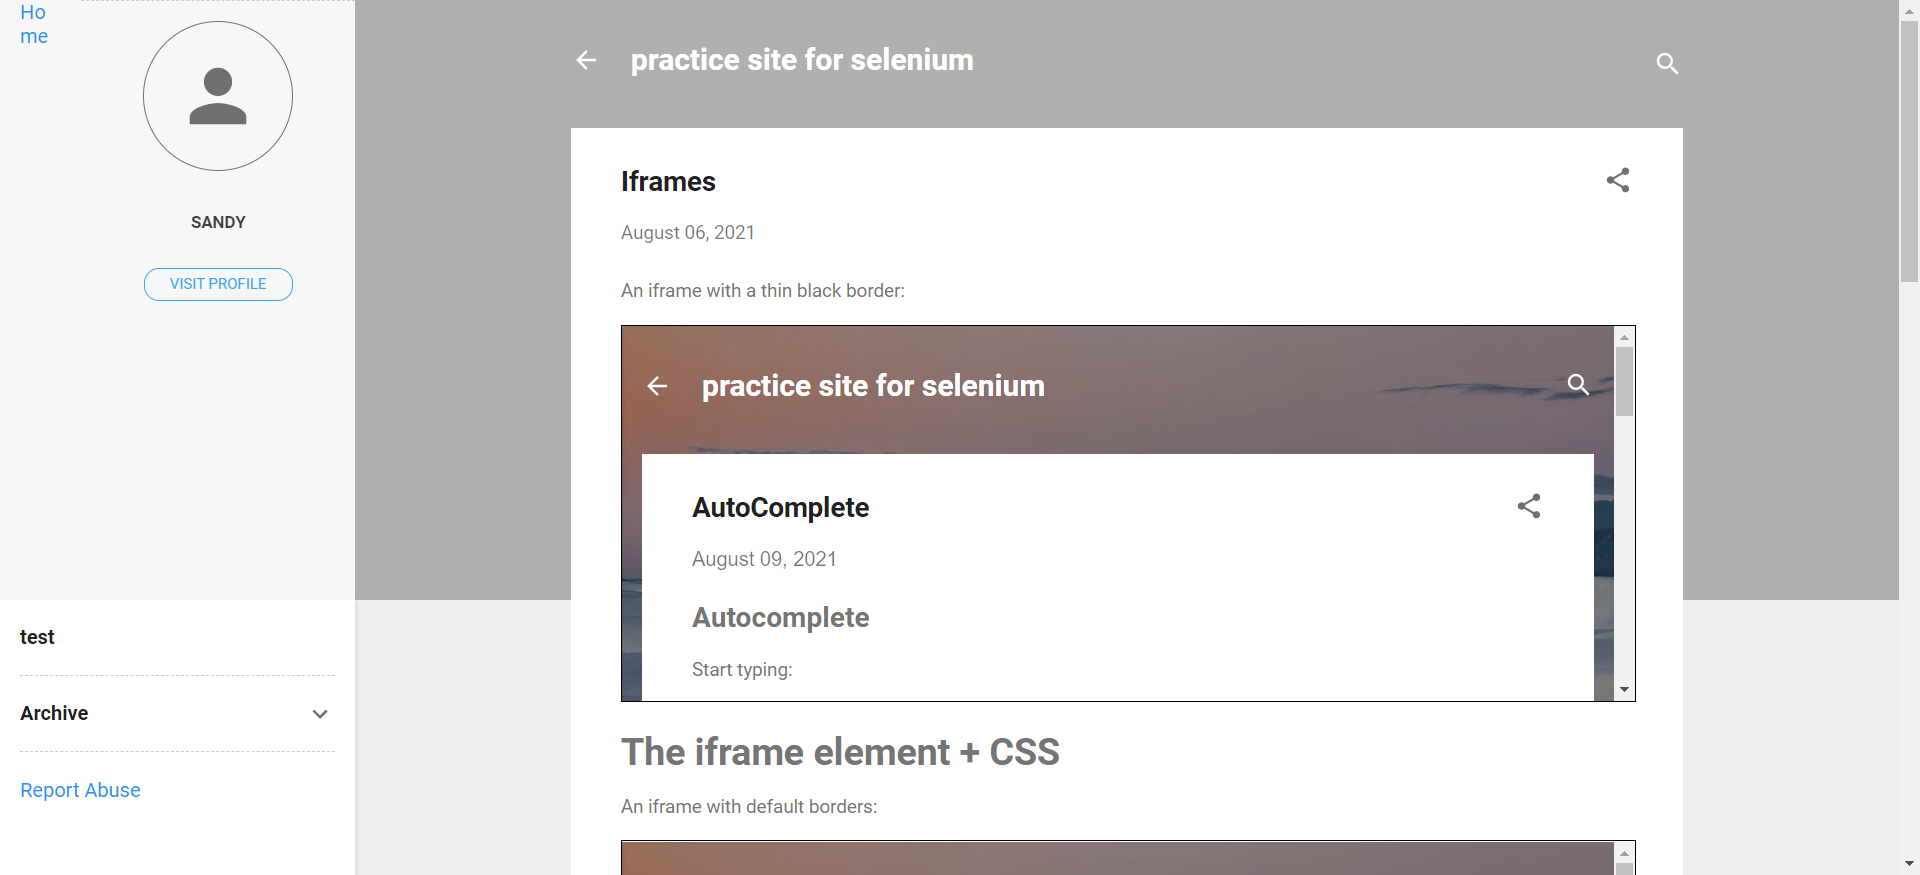 Ho
me
SANDY
VISIT PROFILE
test
Archive
Report Abuse
practice site for selenium
Iframes
August 06, 2021
An iframe with a thin black border:
practice site for selenium
AutoComplete
August 09, 2021
Autocomplete
Start typing:
The iframe element + CSS
An iframe with default borders: